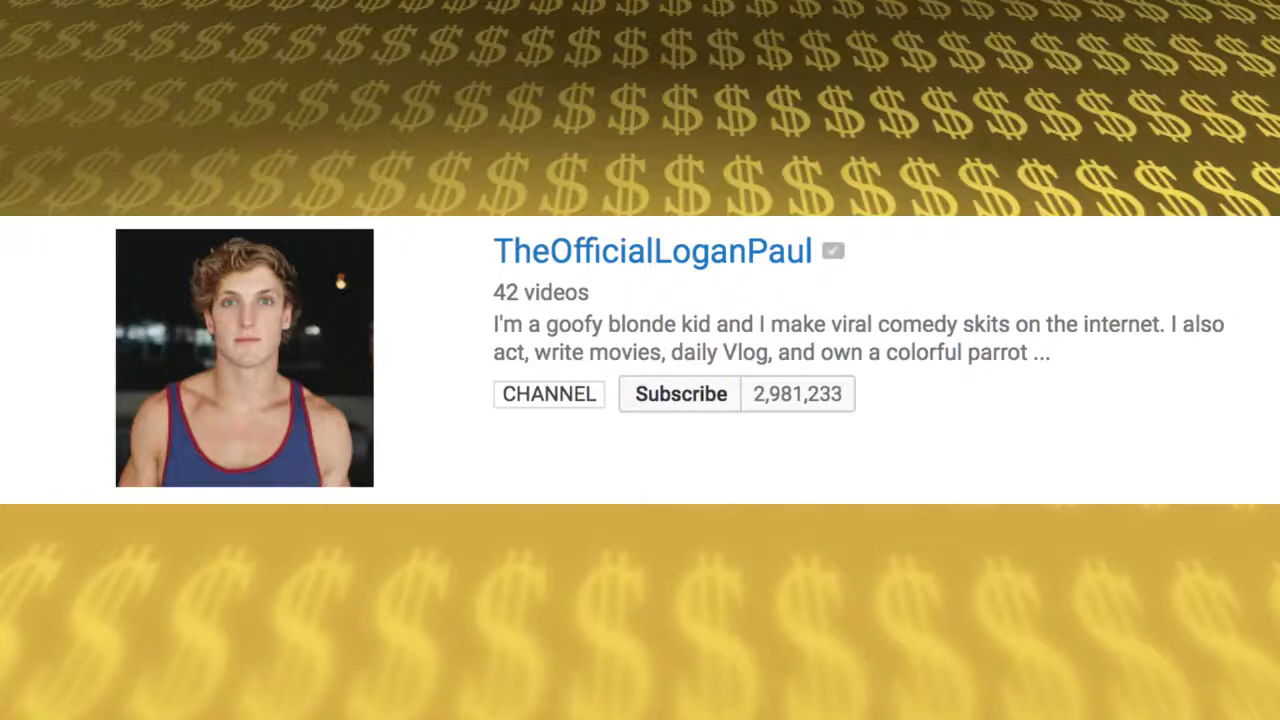 TheOfficialLoganPaul
42 videos
I'm a goofy blonde kid and I make viral comedy skits on the internet. I also
act, write movies, daily Vlog, and own a colorful parrot ...
CHANNEL Subscribe 2,981,233